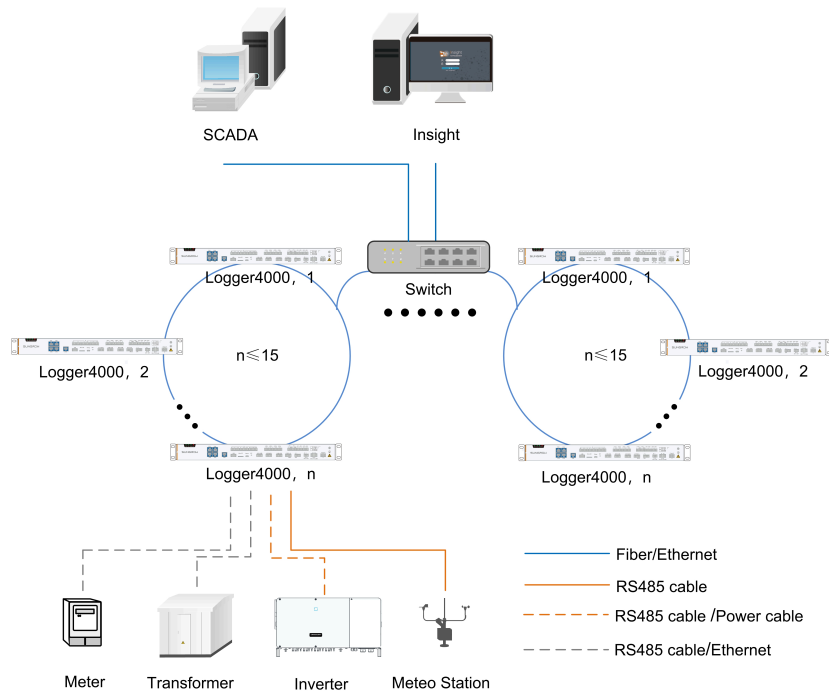 SCADA
Insight
Switch
Logger4000，1
Logger4000，1
n≤15
n≤15
Logger4000，2
Logger4000，2
Logger4000，n
Logger4000，n
Fiber/Ethernet
RS485 cable
RS485 cable /Power cable
RS485 cable/Ethernet
Meter
Transformer
Inverter
Meteo Station